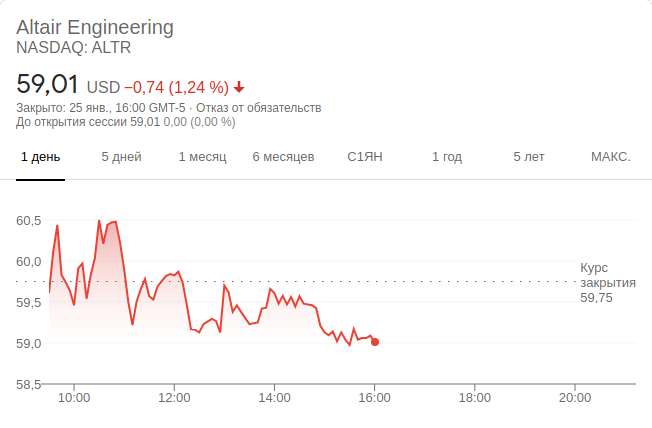 Altair Engineering
NASDAQ: ALTR
59,01 USD −0,74 (1,24 %)
Закрыто: 25 янв., 16:00 GMT-5 · Отказ от обязательств
До открытия сессии 59,01 0,00 (0,00 %)
1 день 5 дней 1 месяц 6 месяцев С1ЯН 1 год 5 лет МАКС.
60,5
60,0
Курс
закрытия
59,75
59,5
59,0
58,5
10:00 12:00 14:00 16:00 18:00 20:00